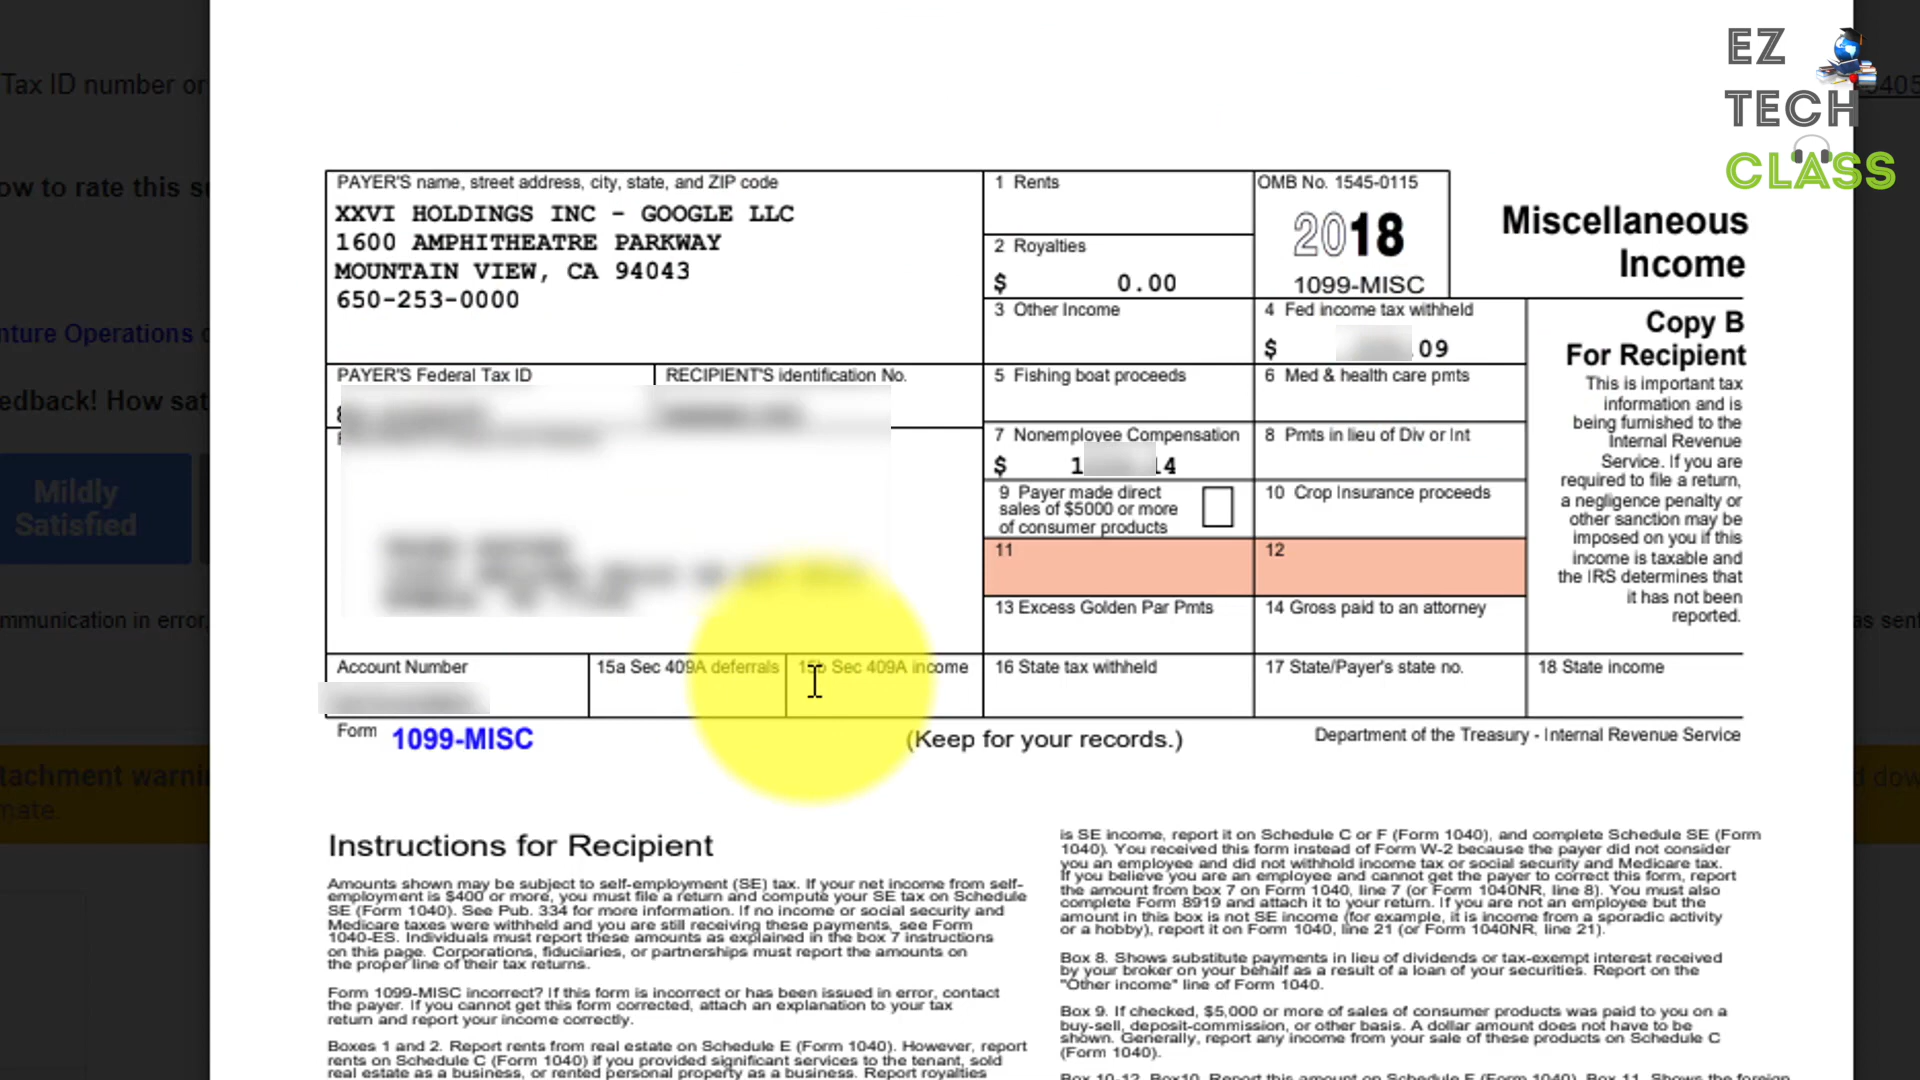 EZ
TECH
CLASS
Tax ID number or
ow to rate this s
nture Operations
edback! How sat
Mildly
Satisfied
mmunication in error,
as sent
ttachment warnin
d dow
mate.
PAYER'S name, street address, city, state, and ZIP code
XXVI HOLDINGS INC - GOOGLE LLC
1600 AMPHITHEATRE PARKWAY
MOUNTAIN VIEW, CA 94043
650-253-0000
1 Rents
OMB No. 1545-0115
2018
1099-MISC
Miscellaneous
Income
2 Royalties
$ 0.00
3 Other Income
4 Fed income tax withheld
$ .09
Copy B
For Recipient
This is important tax
information and is
being furnished to the
Internal Revenue
Service. If you are
required to file a return,
a negligence penalty or
other sanction may be
imposed on you if this
income is taxable and
the IRS determines that
it has not been
reported.
PAYER'S Federal Tax ID
RECIPIENT'S identification No.
5 Fishing boat proceeds
6 Med & health care pmts
7 Nonemployee Compensation
$ 1 .14
8 Pmts in lieu of Div or Int
9 Payer made direct
sales of $5000 or more
of consumer products
10 Crop Insurance proceeds
11
12
13 Excess Golden Par Pmts
14 Gross paid to an attorney
Account Number
15a Sec 409A deferrals
15b Sec 409A income
16 State tax withheld
17 State/Payer's state no.
18 State income
Form 1099-MISC
(Keep for your records.)
Department of the Treasury - Internal Revenue Service
Instructions for Recipient
Amounts shown may be subject to self-employment (SE) tax. If your net income from self-
employment is $400 or more, you must file a return and compute your SE tax on Schedule
SE (Form 1040). See Pub. 334 for more information. If no income or social security and
Medicare taxes were withheld and you are still receiving these payments, see Form
1040-ES. Individuals must report these amounts as explained in the box 7 instructions
on this page. Corporations, fiduciaries, or partnerships must report the amounts on
the proper line of their tax returns.
Form 1099-MISC incorrect? If this form is incorrect or has been issued in error, contact
the payer. If you cannot get this form corrected, attach an explanation to your tax
return and report your income correctly.
Boxes 1 and 2. Report rents from real estate on Schedule E (Form 1040). However, report
rents on Schedule C (Form 1040) if you provided significant services to the tenant, sold
real estate as a business, or rented personal property as a business. Report royalties
is SE income, report it on Schedule C or F (Form 1040), and complete Schedule SE (Form
1040). You received this form instead of Form W-2 because the payer did not consider
you an employee and did not withhold income tax or social security and Medicare tax.
If you believe you are an employee and cannot get the payer to correct this form, report
the amount from box 7 on Form 1040, line 7 (or Form 1040NR, line 8). You must also
complete Form 8919 and attach it to your return. If you are not an employee but the
amount in this box is not SE income (for example, it is income from a sporadic activity
or a hobby), report it on Form 1040, line 21 (or Form 1040NR, line 21).
Box 8. Shows substitute payments in lieu of dividends or tax-exempt interest received
by your broker on your behalf as a result of a loan of your securities. Report on the
"Other income" line of Form 1040.
Box 9. If checked, $5,000 or more of sales of consumer products was paid to you on a
buy-sell, deposit-commission, or other basis. A dollar amount does not have to be
shown. Generally, report any income from your sale of these products on Schedule C
(Form 1040).
Box 10-12. Box10. Report this amount on Schedule F (Form 1040). Box 11. Shows the foreign